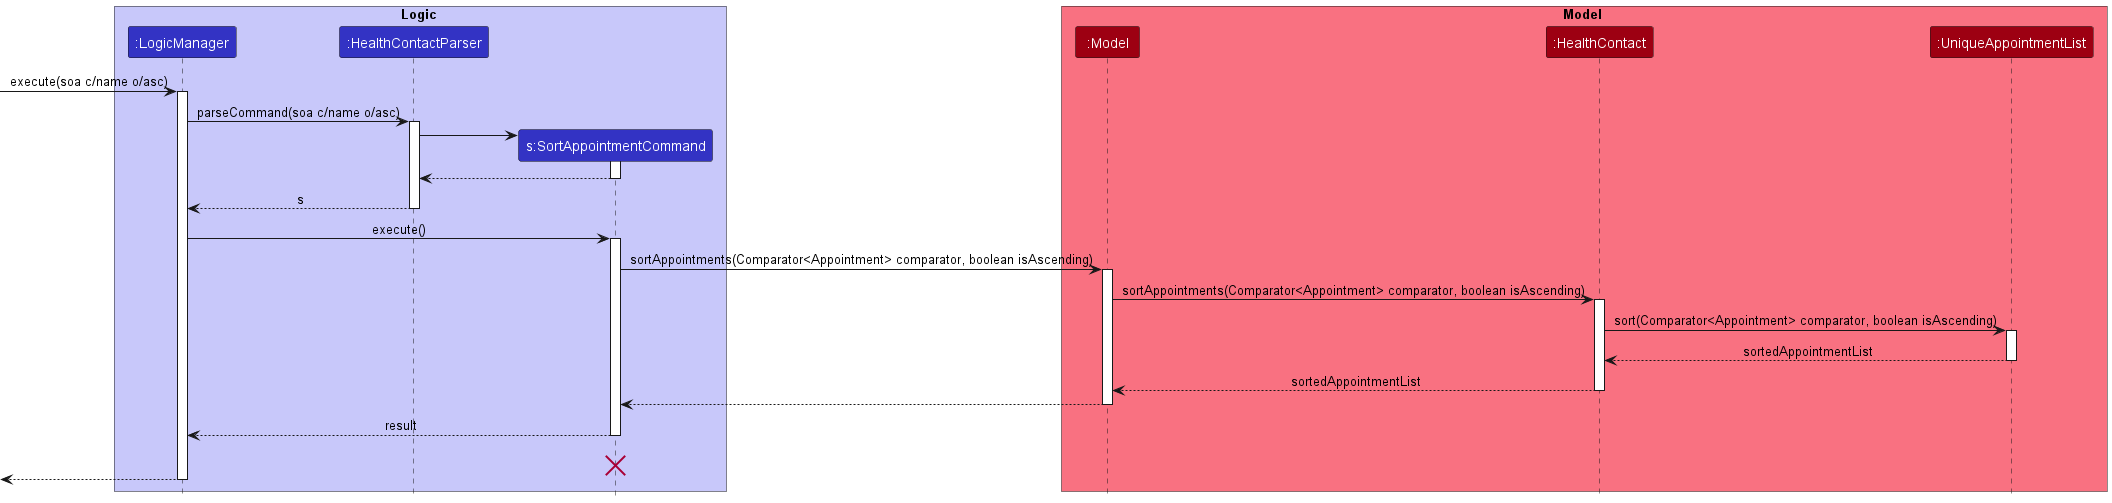 Logic
Model
:LogicManager
:HealthContactParser
:Model
:HealthContact
:UniqueAppointmentList
execute(soa c/name o/asc)
parseCommand(soa c/name o/asc)
s:SortAppointmentCommand
s
execute()
sortAppointments(Comparator<Appointment> comparator, boolean isAscending)
sortAppointments(Comparator<Appointment> comparator, boolean isAscending)
sort(Comparator<Appointment> comparator, boolean isAscending)
sortedAppointmentList
sortedAppointmentList
result